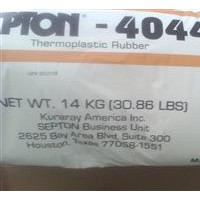 SEPTON - 4044
Thermoplastic Rubber
NET WT. 14 KG (30.86 LBS)
Kuraray America Inc.
SEPTON Business Unit
2625 Bay Area Blvd., Suite 300
Houston, Texas 77058-1551